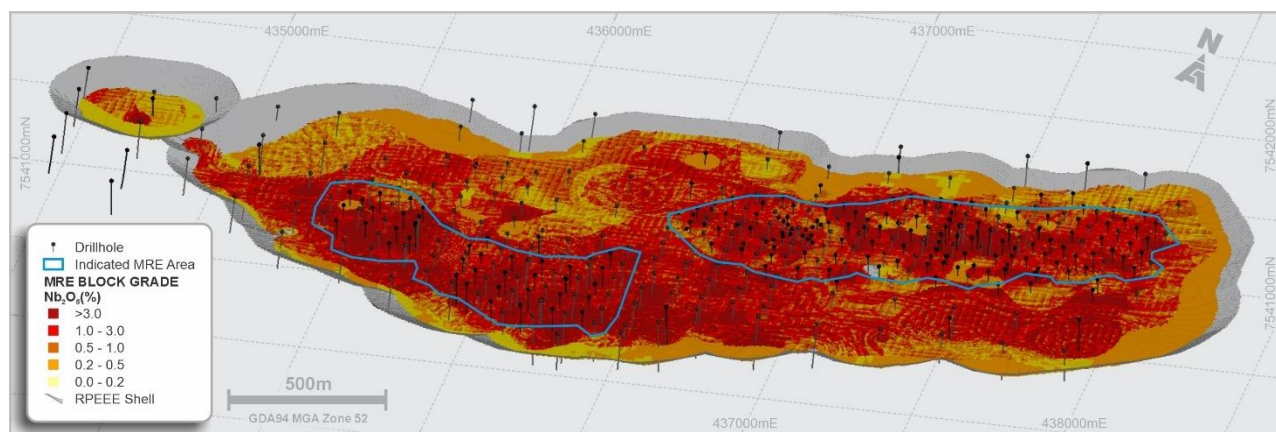 435000mE
436000mE
437000mE
N
7541000mN
7542000mN
7541000mN
Drillhole
Indicated MRE Area
MRE BLOCK GRADE
Nb₂O₅(%)
>3.0
1.0 - 3.0
0.5 - 1.0
0.2 - 0.5
0.0 - 0.2
RPEEE Shell
500m
GDA94 MGA Zone 52
437000mE
438000mE